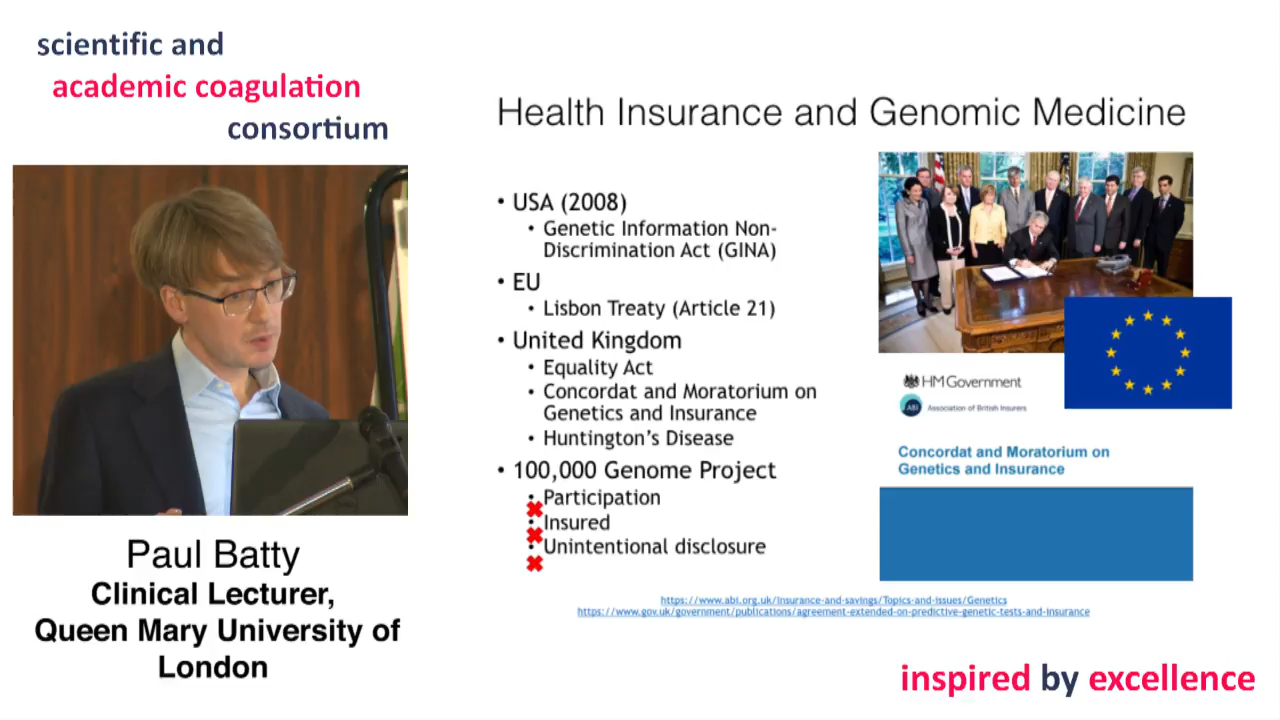 scientific and
academic coagulation
consortium
Paul Batty
Clinical Lecturer,
Queen Mary University of
London
Health Insurance and Genomic Medicine
• USA (2008)
• Genetic Information Non-
Discrimination Act (GINA)
• EU
• Lisbon Treaty (Article 21)
• United Kingdom
• Equality Act
• Concordat and Moratorium on
Genetics and Insurance
• Huntington’s Disease
• 100,000 Genome Project
• Participation
• Insured
• Unintentional disclosure
HM Government
ABI Association of British Insurers
Concordat and Moratorium on
Genetics and Insurance
https://www.abi.org.uk/Insurance-and-savings/Topics-and-issues/Genetics
https://www.gov.uk/government/publications/agreement-extended-on-predictive-genetic-tests-and-insurance
inspired by excellence